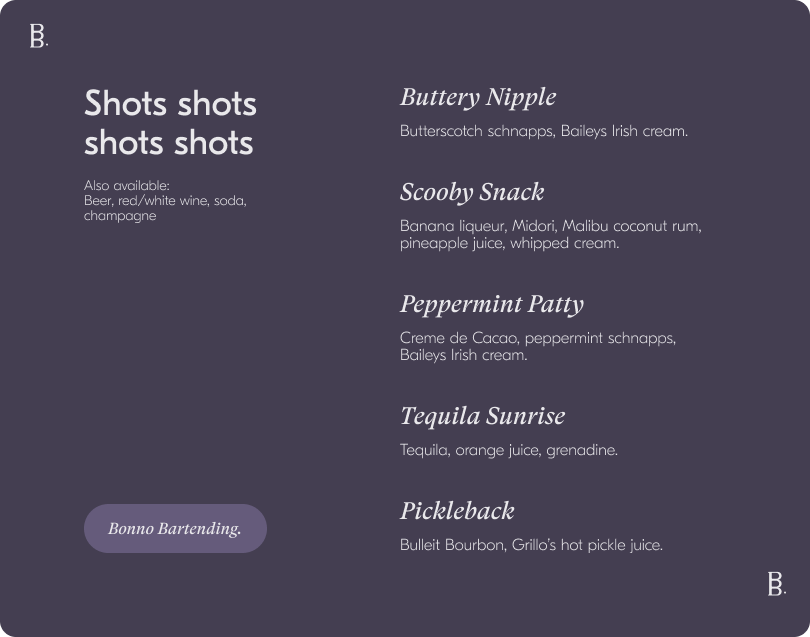 B.
Shots shots
shots shots
Also available:
Beer, red/white wine, soda,
champagne
Bonno Bartending.
Buttery Nipple
Butterscotch schnapps, Baileys Irish cream.
Scooby Snack
Banana liqueur, Midori, Malibu coconut rum,
pineapple juice, whipped cream.
Peppermint Patty
Creme de Cacao, peppermint schnapps,
Baileys Irish cream.
Tequila Sunrise
Tequila, orange juice, grenadine.
Pickleback
Bulleit Bourbon, Grillo’s hot pickle juice.
B.